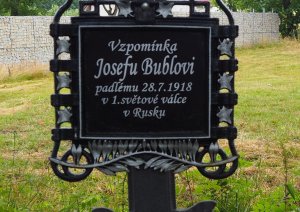 Vzpomínka
Josefu Bublovi
padlému 28.7.1918
v 1.světové válce
v Rusku